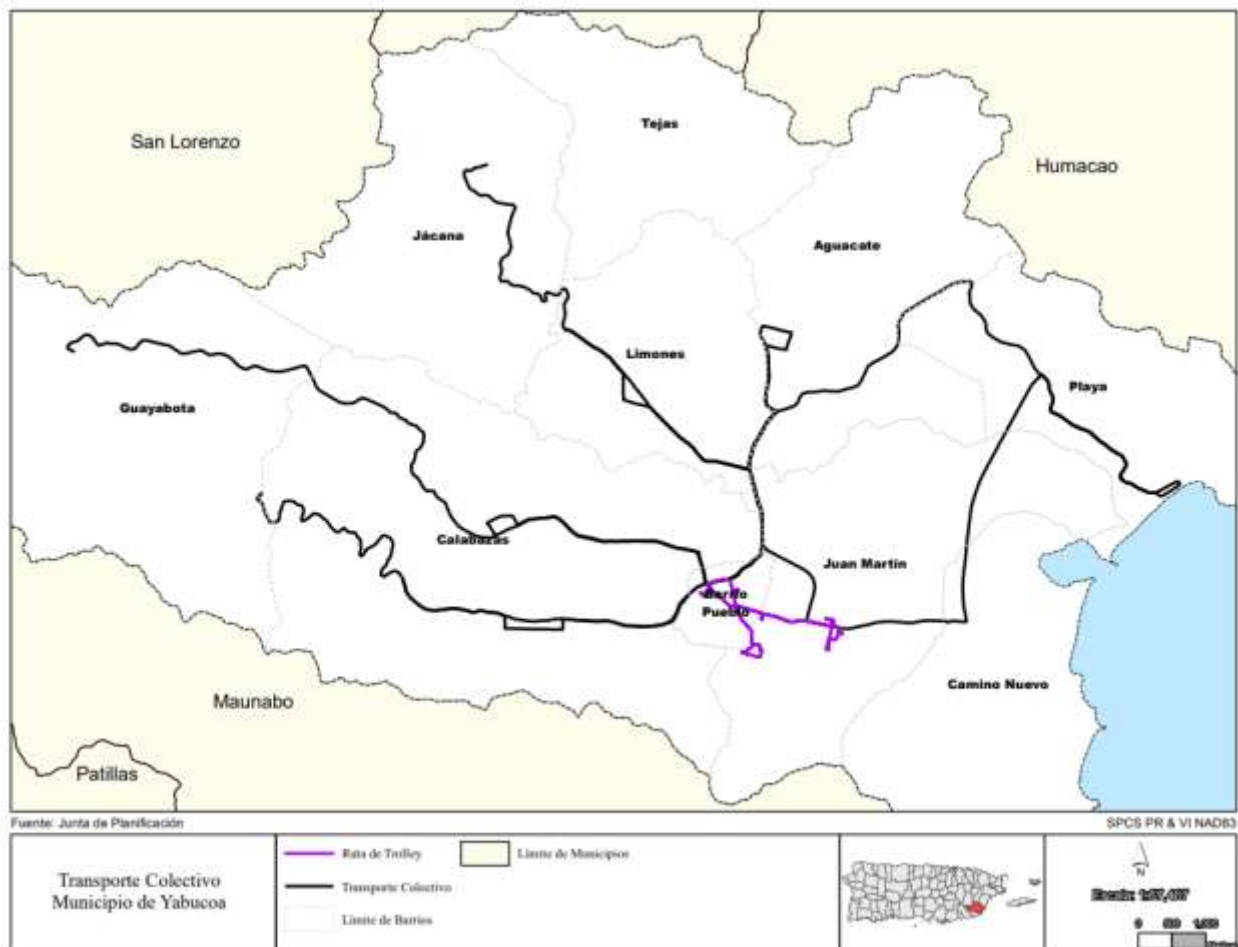 Tejas
San Lorenzo
Humacao
Jácana
Aguacate
Limones
Playa
Guayabota
Calabazas
Juan Martín
Barrio
Pueblo
Camino Nuevo
Maunabo
Patillas
Fuente: Junta de Planificación
SPCS PR & VI NAD83
Transporte Colectivo
Municipio de Yabucoa
Ruta de Trolley
Límite de Municipios
Transporte Colectivo
Límite de Barrios
N
Escala:
0